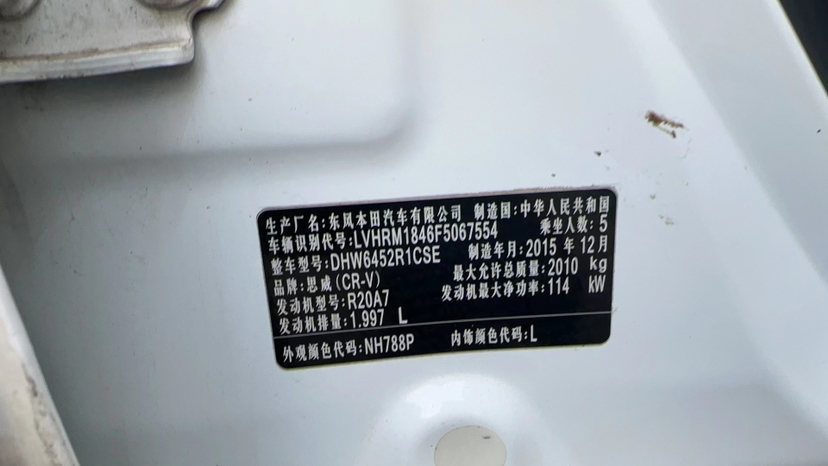 生产厂名:东风本田汽车有限公司 制造国:中华人民共和国
车辆识别代号:LVHRM1846F5067554 乘坐人数:5
整车型号:DHW6452R1CSE 制造年月:2015 年 12月
品牌:思威(CR-V) 最大允许总质量:2010 kg
发动机型号:R20A7 发动机最大净功率:114 kW
发动机排量:1.997 L
外观颜色代码:NH788P 内饰颜色代码:L